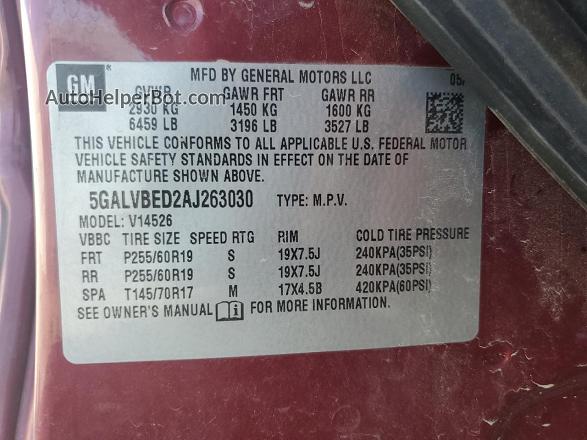 GM ®
MFD BY GENERAL MOTORS LLC
05/
GVWR GAWR FRT GAWR RR
AutoHelperBot.com
2930 KG 1450 KG 1600 KG
6459 LB 3196 LB 3527 LB
THIS VEHICLE CONFORMS TO ALL APPLICABLE U.S. FEDERAL MOTOR
VEHICLE SAFETY STANDARDS IN EFFECT ON THE DATE OF
MANUFACTURE SHOWN ABOVE.
5GALVBED2AJ263030 TYPE: M.P.V.
MODEL: V14526
VBBC TIRE SIZE SPEED RTG RIM COLD TIRE PRESSURE
FRT P255/60R19 S 19X7.5J 240KPA(35PSI)
RR P255/60R19 S 19X7.5J 240KPA(35PSI)
SPA T145/70R17 M 17X4.5B 420KPA(60PSI)
SEE OWNER'S MANUAL FOR MORE INFORMATION.